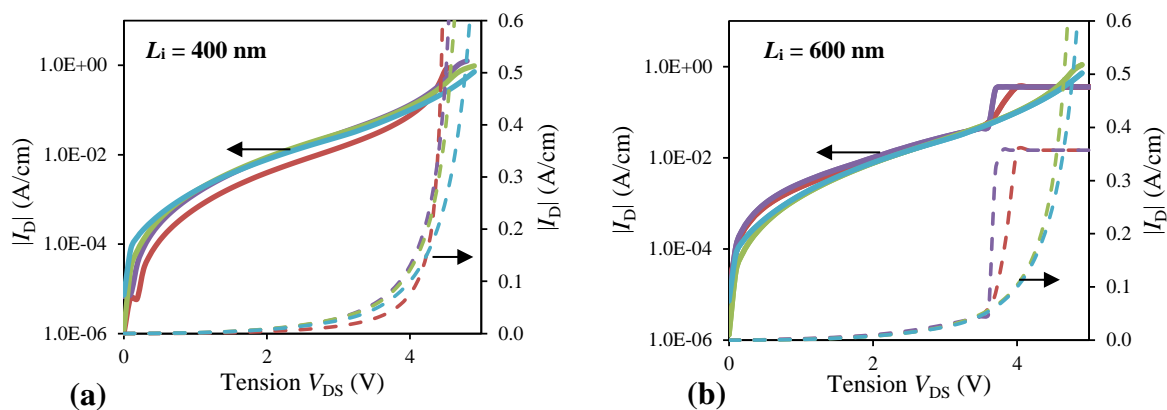 Lᵢ = 400 nm
|I_D| (A/cm)
1.0E+00
1.0E-02
1.0E-04
1.0E-06
0.6
0.5
0.4
0.3
0.2
0.1
0.0
|I_D| (A/cm)
0 2 4
Tension V_DS (V)
(a)
Lᵢ = 600 nm
|I_D| (A/cm)
1.0E+00
1.0E-02
1.0E-04
1.0E-06
0.6
0.5
0.4
0.3
0.2
0.1
0.0
|I_D| (A/cm)
0 2 4
Tension V_DS (V)
(b)